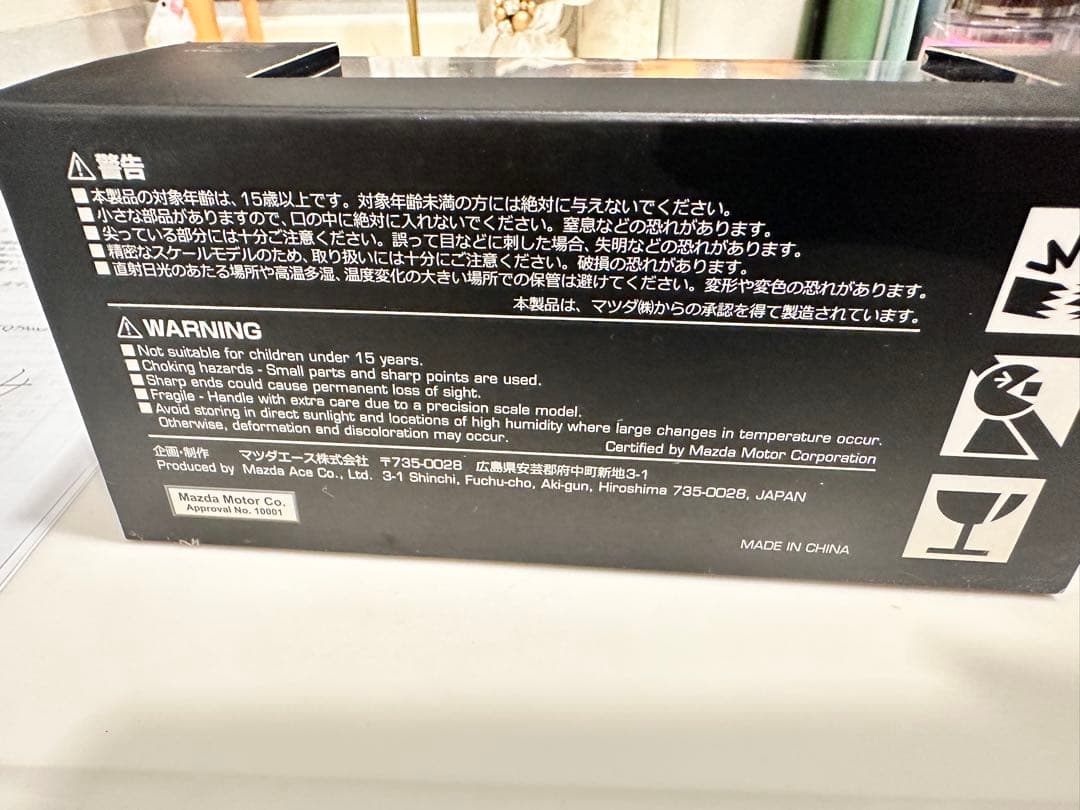 ⚠警告
■本製品の対象年齢は、15歳以上です。対象年齢未満の方には絶対に与えないでください。
■小さな部品がありますので、口の中に絶対に入れないでください。窒息などの恐れがあります。
■尖っている部分には十分ご注意ください。誤って目などに刺した場合、失明などの恐れがあります。
■精密なスケールモデルのため、取り扱いには十分にご注意ください。破損の恐れがあります。
■直射日光のあたる場所や高温多湿、温度変化の大きい場所での保管は避けてください。変形や変色の恐れがあります。
本製品は、マツダ㈱からの承認を得て製造されています。
⚠WARNING
■Not suitable for children under 15 years.
■Choking hazards - Small parts and sharp points are used.
■Sharp ends could cause permanent loss of sight.
■Fragile - Handle with extra care due to a precision scale model.
■Avoid storing in direct sunlight and locations of high humidity where large changes in temperature occur.
Otherwise, deformation and discoloration may occur.
Certified by Mazda Motor Corporation
企画・制作 マツダエース株式会社 〒735-0028 広島県安芸郡府中町新地3-1
Produced by Mazda Ace Co., Ltd. 3-1 Shinchi, Fuchu-cho, Aki-gun, Hiroshima 735-0028, JAPAN
Mazda Motor Co.
Approval No. 10001
MADE IN CHINA